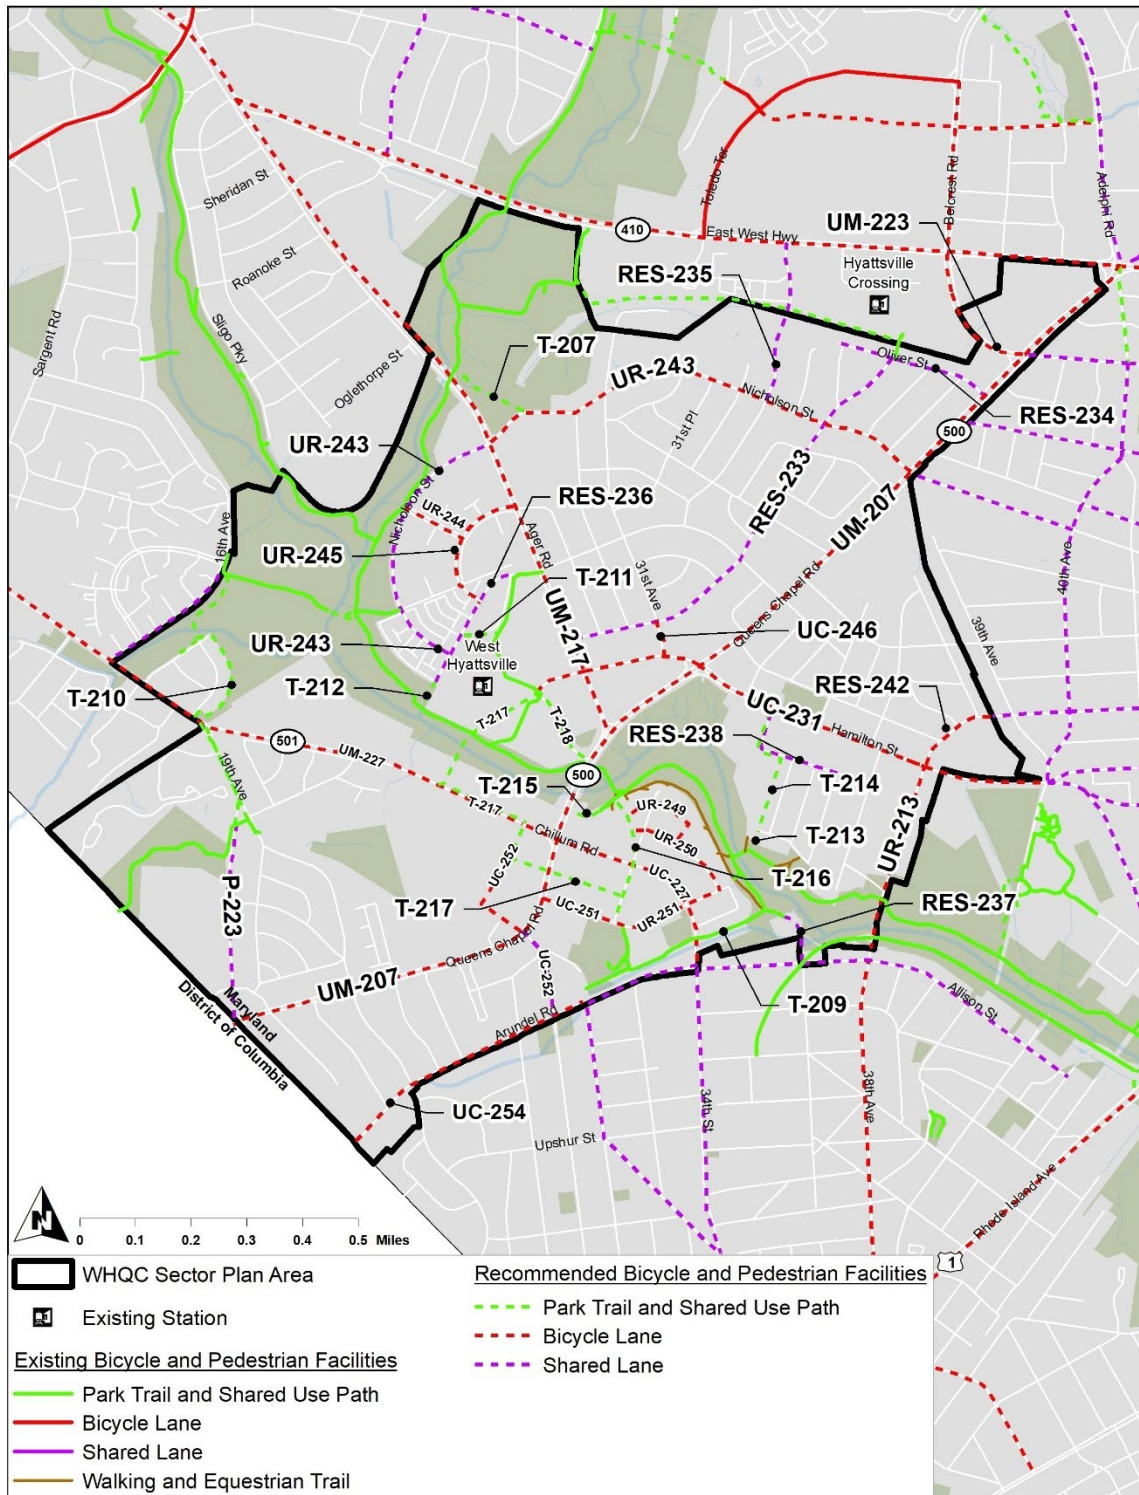 Sheridan St
Roanoke St
Sargent Rd
Sligo Pky
Oglethorpe St
Toledo Ter
Belcrest Rd
Adelphi Rd
410
East West Hwy
UM-223
Hyattsville
Crossing
RES-235
T-207
UR-243
Oliver St
Nicholson St
RES-234
31st Pl
500
UR-243
RES-233
RES-236
Nicholson St
UR-244
Ager Rd
UM-207
UR-245
16th Ave
T-211
31st Ave
40th Ave
UM-217
Queens Chapel Rd
UC-246
39th Ave
UR-243
West
Hyattsville
T-210
T-212
RES-242
UC-231
T-217
T-218
RES-238
Hamilton St
501
UM-227
500
T-214
19th Ave
T-215
T-217
UR-249
Chillum Rd
UR-250
T-213
UR-213
UC-252
T-216
UC-227
T-217
UC-251
UR-251
RES-237
P-223
Queens Chapel Rd
UC-252
UM-207
T-209
Allison St
Maryland
District of Columbia
Arundel Rd
UC-254
34th St
38th Ave
Upshur St
Rhode Island Ave
N
0 0.1 0.2 0.3 0.4 0.5 Miles
1
WHQC Sector Plan Area
Existing Station
Existing Bicycle and Pedestrian Facilities
Park Trail and Shared Use Path
Bicycle Lane
Shared Lane
Walking and Equestrian Trail
Recommended Bicycle and Pedestrian Facilities
Park Trail and Shared Use Path
Bicycle Lane
Shared Lane